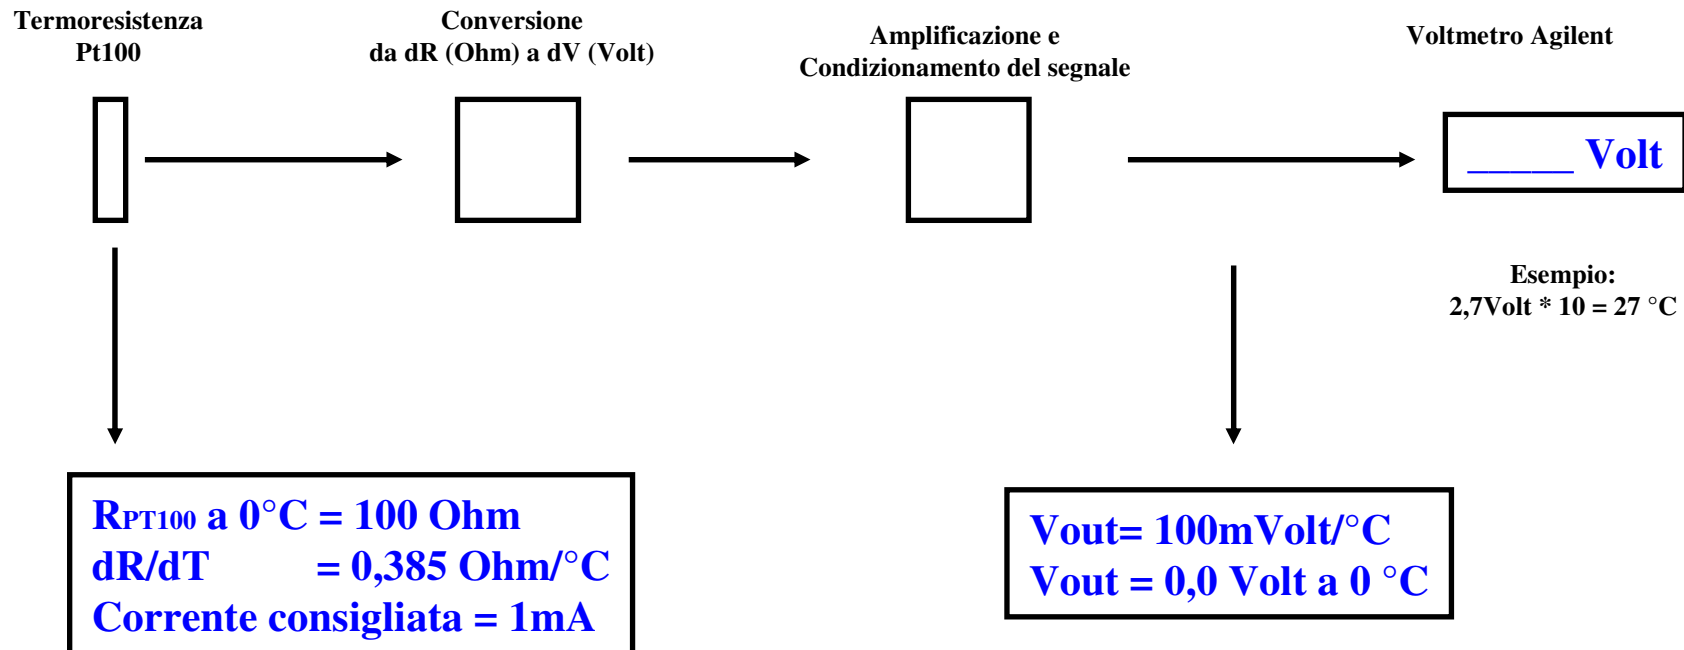 Termoresistenza
Pt100
Conversione
da dR (Ohm) a dV (Volt)
Amplificazione e
Condizionamento del segnale
Voltmetro Agilent
_____ Volt
Esempio:
2,7Volt * 10 = 27 °C
RPT100 a 0°C = 100 Ohm
dR/dT = 0,385 Ohm/°C
Corrente consigliata = 1mA
Vout= 100mVolt/°C
Vout = 0,0 Volt a 0 °C